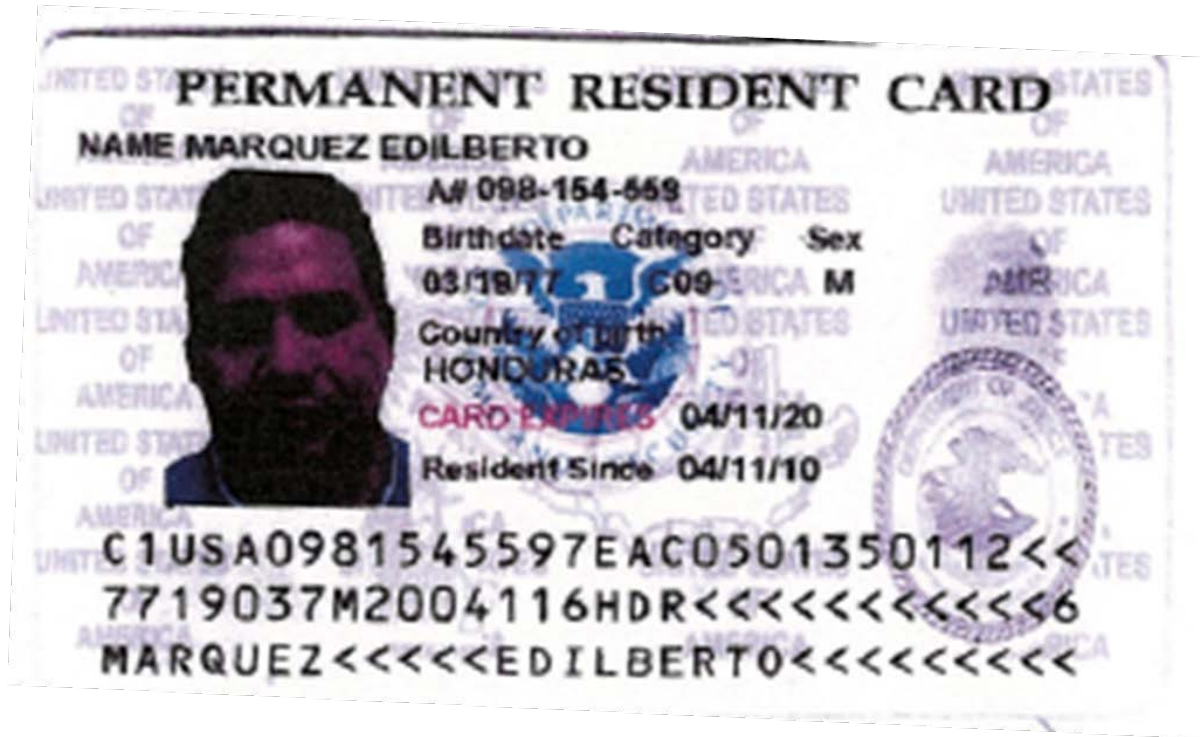 PERMANENT RESIDENT CARD
NAME MARQUEZ EDILBERTO
A# 098-154-559
Birthdate Category Sex
03/19/77 C09 M
Country of birth
HONDURAS
CARD EXPIRES 04/11/20
Resident Since 04/11/10
C1USA0981545597EAC0501350112<<
7719037M2004116HDR<<<<<<<<<<<6
MARQUEZ<<<<<EDILBERTO<<<<<<<<<